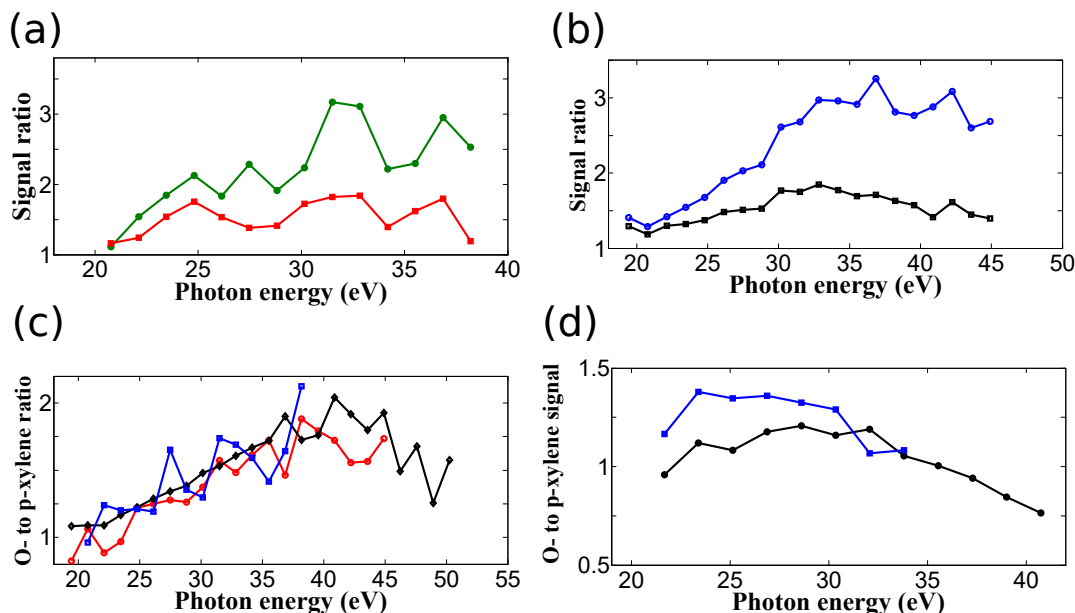 (a)
Signal ratio
3
2
1
20 25 30 35 40
Photon energy (eV)
(b)
Signal ratio
3
2
1
20 25 30 35 40 45 50
Photon energy (eV)
(c)
O- to p-xylene ratio
2
1
20 25 30 35 40 45 50 55
Photon energy (eV)
(d)
O- to p-xylene signal
1.5
1
0.5
20 25 30 35 40
Photon energy (eV)